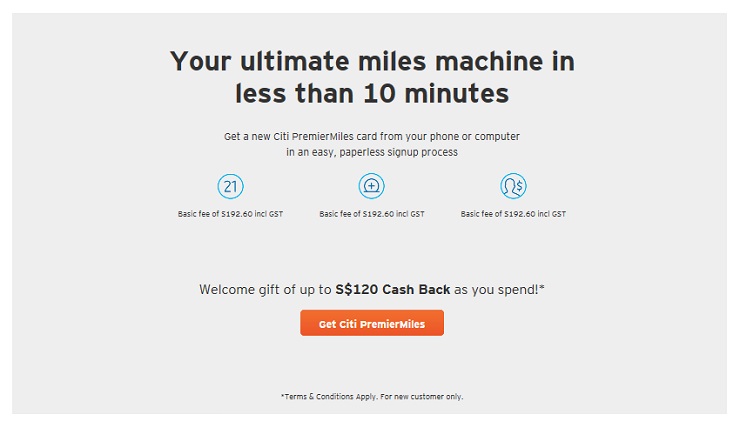 Your ultimate miles machine in
less than 10 minutes
Get a new Citi PremierMiles card from your phone or computer
in an easy, paperless signup process
21
$
Basic fee of S192.60 incl GST
Basic fee of S192.60 incl GST
Basic fee of S192.60 incl GST
Welcome gift of up to S$120 Cash Back as you spend!*
Get Citi PremierMiles
*Terms & Conditions Apply. For new customer only.